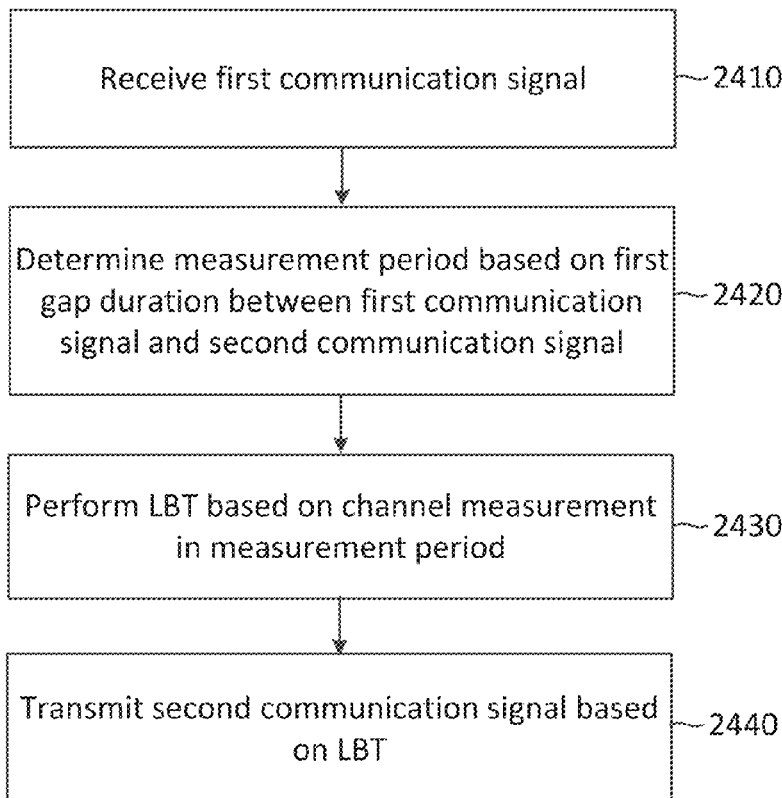 Receive first communication signal
2410
Determine measurement period based on first
gap duration between first communication
signal and second communication signal
2420
Perform LBT based on channel measurement
in measurement period
2430
Transmit second communication signal based
on LBT
2440